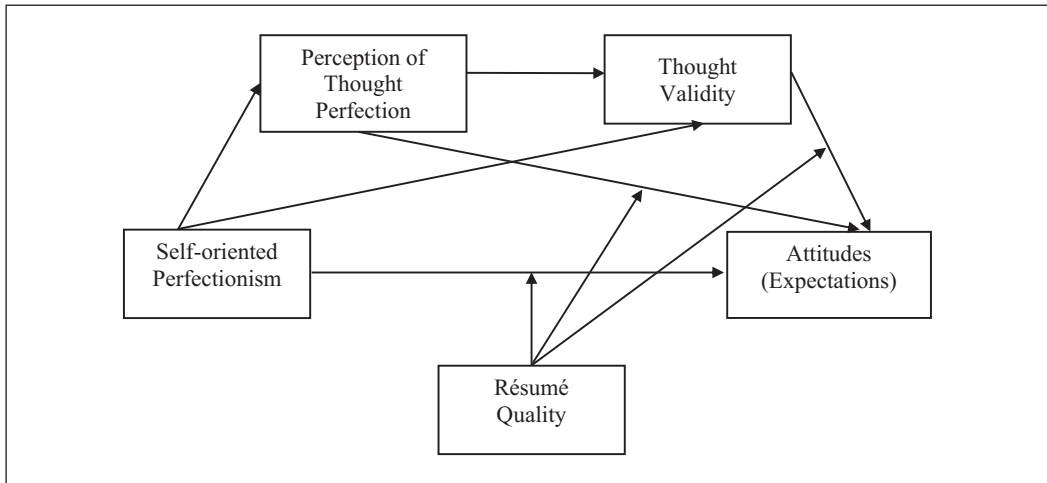 Perception of
Thought
Perfection
Thought
Validity
Self-oriented
Perfectionism
Attitudes
(Expectations)
Résumé
Quality